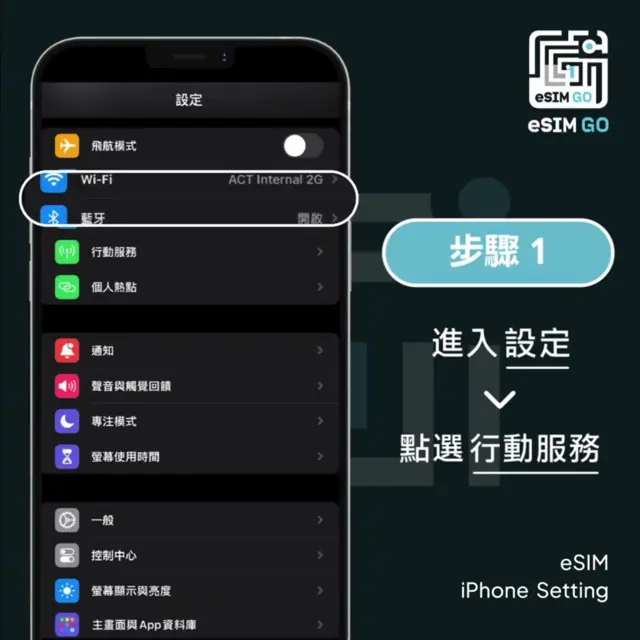 設定
飛航模式
Wi-Fi ACT Internal 2G
藍牙 開啟
行動服務
個人熱點
通知
聲音與觸覺回饋
專注模式
螢幕使用時間
一般
控制中心
螢幕顯示與亮度
主畫面與App資料庫
eSIM GO
eSIM GO
步驟 1
進入 設定
點選 行動服務
eSIM
iPhone Setting